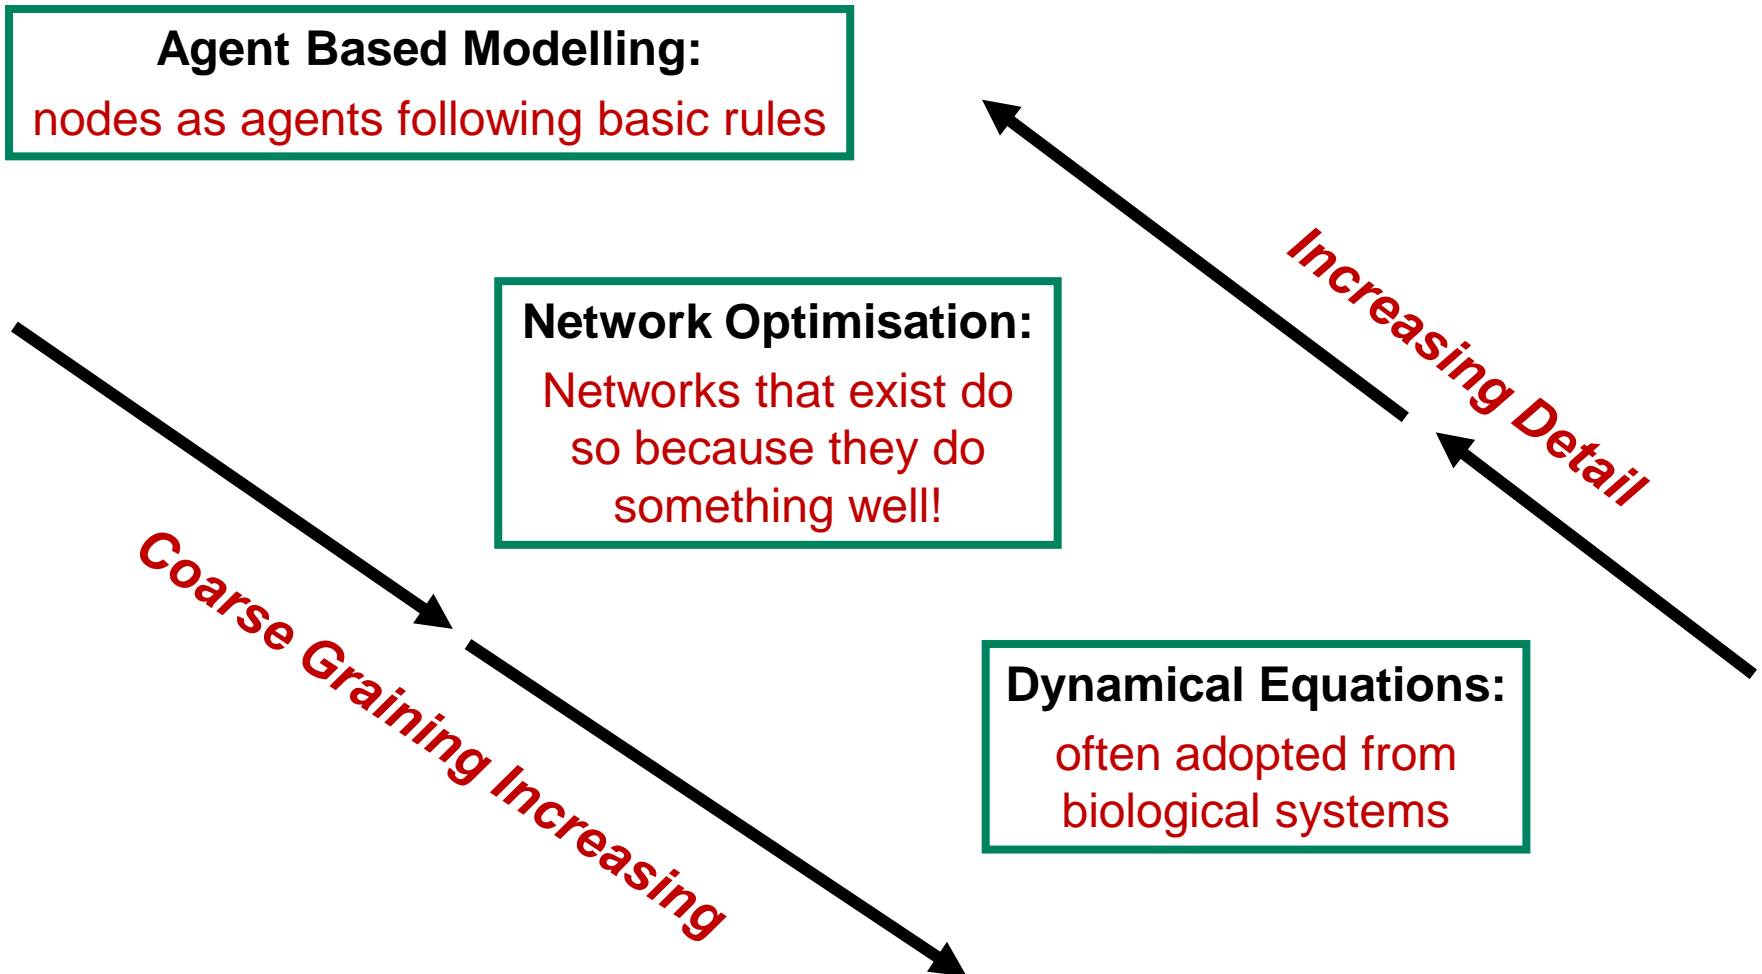 Agent Based Modelling:
nodes as agents following basic rules
Increasing Detail
Network Optimisation:
Networks that exist do
so because they do
something well!
Coarse Graining Increasing
Dynamical Equations:
often adopted from
biological systems